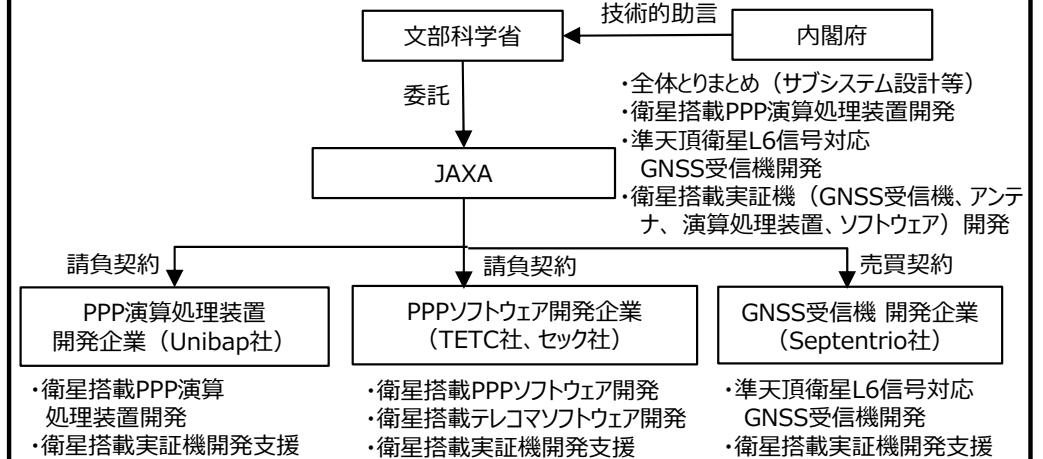 技術的助言
文部科学省
内閣府
委託
・全体とりまとめ（サブシステム設計等）
・衛星搭載PPP演算処理装置開発
・準天頂衛星L6信号対応
GNSS受信機開発
・衛星搭載実証機（GNSS受信機、アンテ
ナ、演算処理装置、ソフトウェア）開発
JAXA
請負契約
請負契約
売買契約
PPP演算処理装置
開発企業（Unibap社）
PPPソフトウェア開発企業
（TETC社、セック社）
GNSS受信機 開発企業
（Septentrio社）
・衛星搭載PPP演算
処理装置開発
・衛星搭載実証機開発支援
・衛星搭載PPPソフトウェア開発
・衛星搭載テレコマソフトウェア開発
・衛星搭載実証機開発支援
・準天頂衛星L6信号対応
GNSS受信機開発
・衛星搭載実証機開発支援